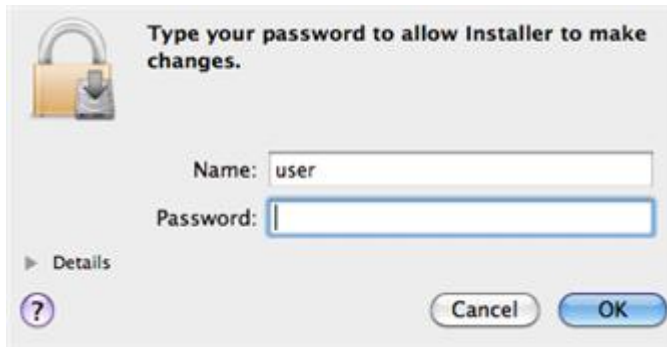 Type your password to allow Installer to make
changes.
Name: user
Password:
Details
?
Cancel
OK